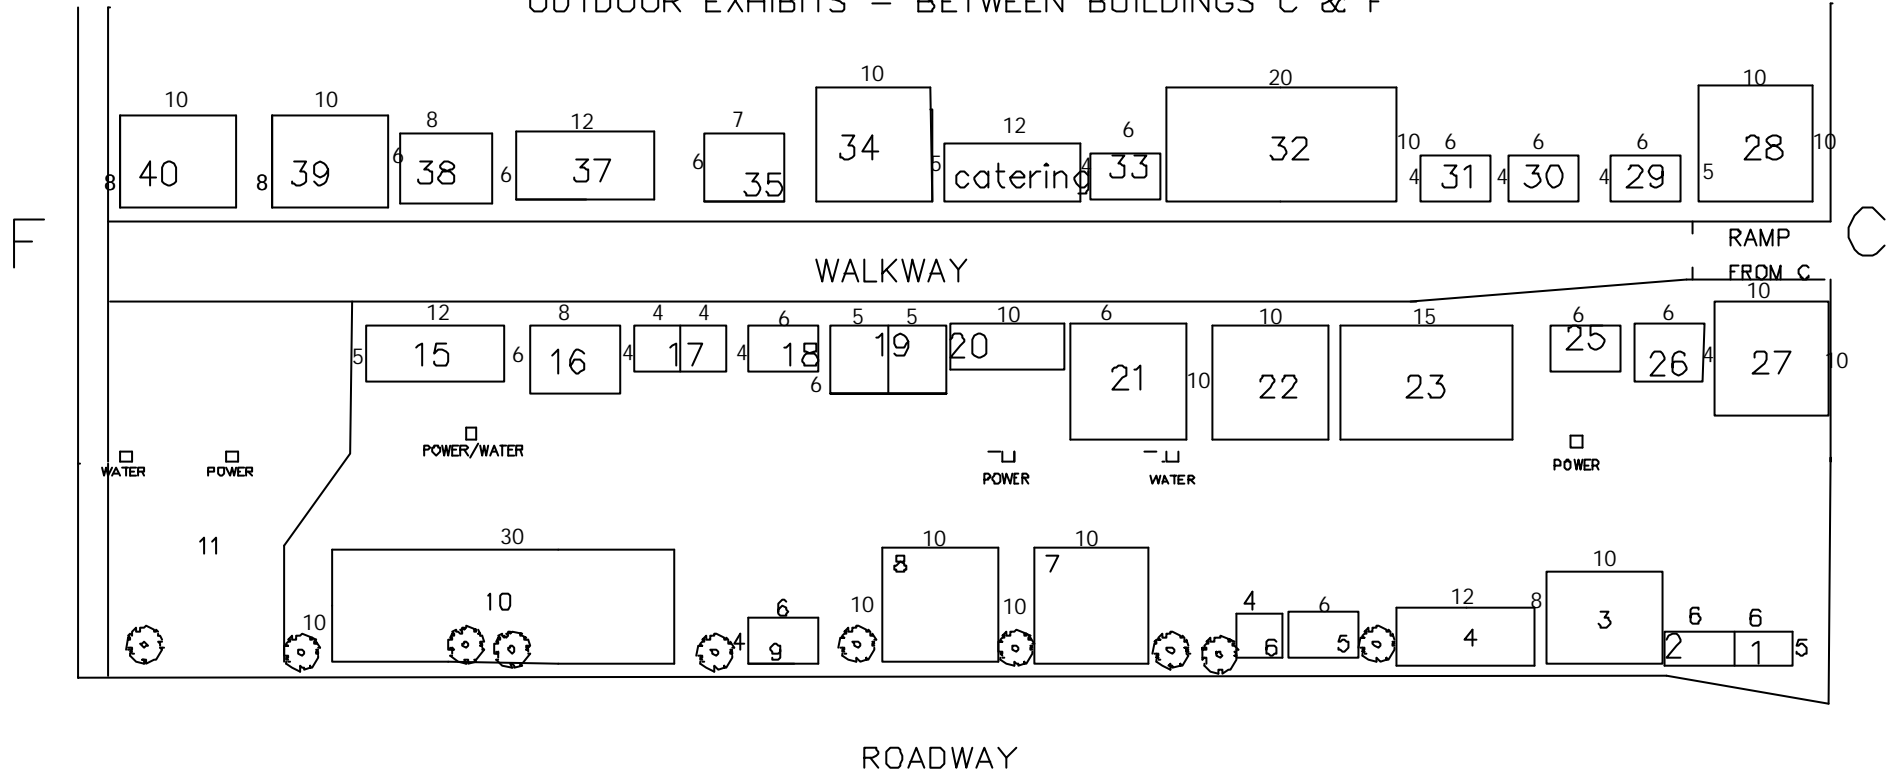 OUTDOOR EXHIBITS - BETWEEN BUILDINGS C & F
10 10 8 12 7 10 12 6 20 6 6 6 10
8 40 8 39 6 38 6 37 6 35 34 5 catering 4 33 32 10 4 31 4 30 4 29 5 28 10
F
C
RAMP
FROM C
WALKWAY
12 8 4 4 6 5 5 10 6 10 15 6 6 10
5 15 6 16 4 17 4 18 6 19 20 21 10 22 23 25 26 4 27 10
WATER
POWER
POWER/WATER
POWER
WATER
POWER
11
30 10 10 10
10 10 4 9 6 10 8 10 7 4 6 6 5 12 4 8 3 6 2 6 1 5
ROADWAY